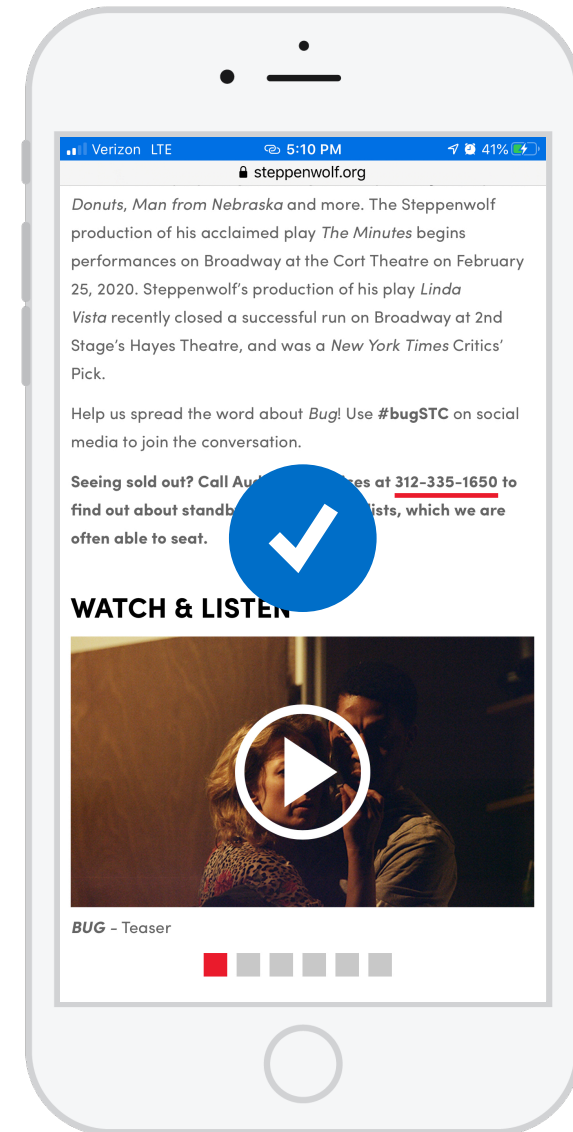 Verizon LTE 5:10 PM 41%
steppenwolf.org
Donuts, Man from Nebraska and more. The Steppenwolf
production of his acclaimed play The Minutes begins
performances on Broadway at the Cort Theatre on February
25, 2020. Steppenwolf's production of his play Linda
Vista recently closed a successful run on Broadway at 2nd
Stage's Hayes Theatre, and was a New York Times Critics'
Pick.
Help us spread the word about Bug! Use #bugSTC on social
media to join the conversation.
Seeing sold out? Call at 312-335-1650 to
find out about which we are
often able to seat.
WATCH & LISTEN
BUG - Teaser